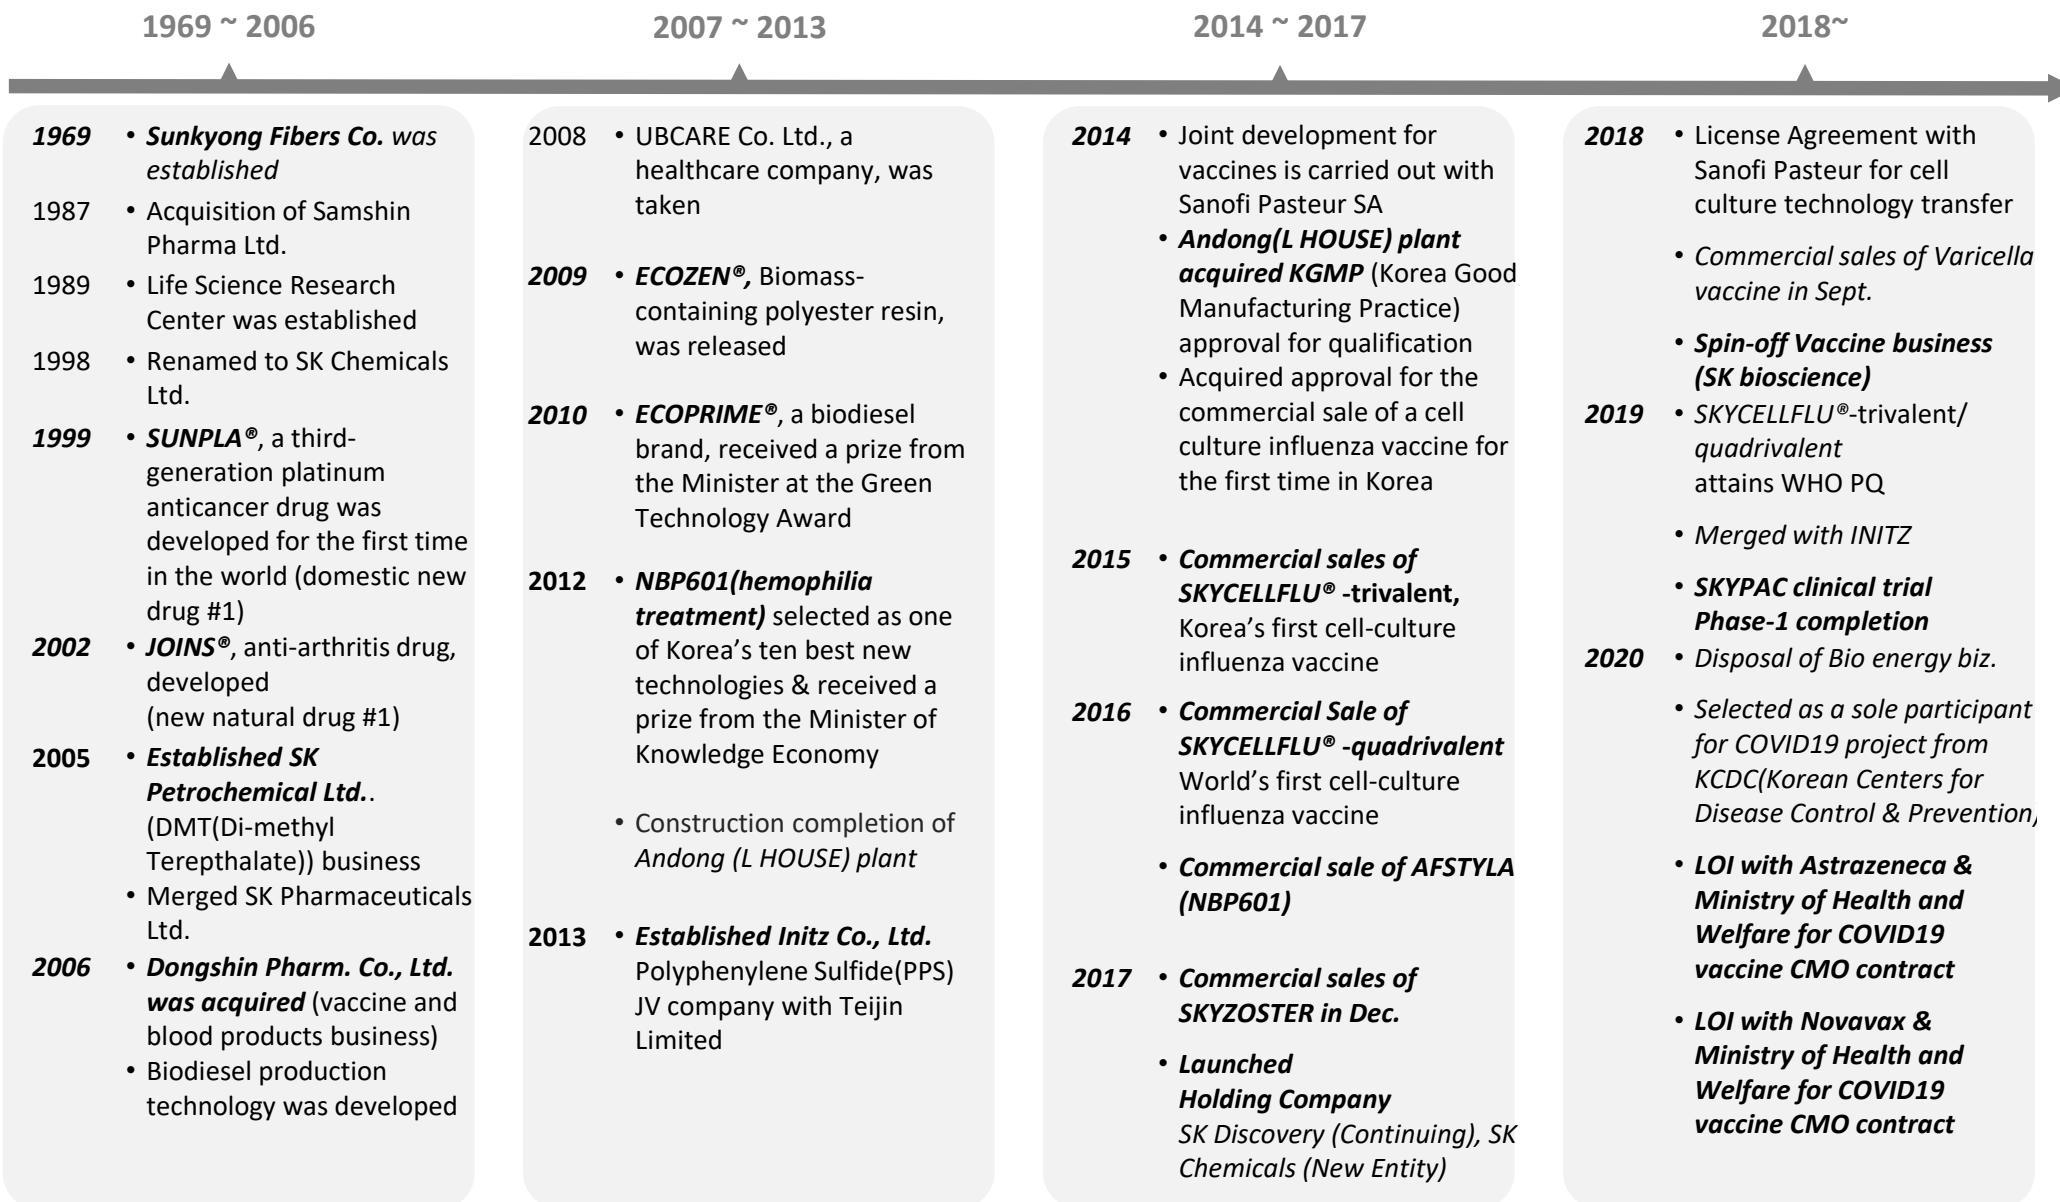 1969 ~ 2006
2007 ~ 2013
2014 ~ 2017
2018~
1969 • Sunkyong Fibers Co. was
established
1987 • Acquisition of Samshin
Pharma Ltd.
1989 • Life Science Research
Center was established
1998 • Renamed to SK Chemicals
Ltd.
1999 • SUNPLA®, a third-
generation platinum
anticancer drug was
developed for the first time
in the world (domestic new
drug #1)
2002 • JOINS®, anti-arthritis drug,
developed
(new natural drug #1)
2005 • Established SK
Petrochemical Ltd..
(DMT(Di-methyl
Terepthalate)) business
• Merged SK Pharmaceuticals
Ltd.
2006 • Dongshin Pharm. Co., Ltd.
was acquired (vaccine and
blood products business)
• Biodiesel production
technology was developed
2008 • UBCARE Co. Ltd., a
healthcare company, was
taken
2009 • ECOZEN®, Biomass-
containing polyester resin,
was released
2010 • ECOPRIME®, a biodiesel
brand, received a prize from
the Minister at the Green
Technology Award
2012 • NBP601(hemophilia
treatment) selected as one
of Korea's ten best new
technologies & received a
prize from the Minister of
Knowledge Economy
• Construction completion of
Andong (L HOUSE) plant
2013 • Established Initz Co., Ltd.
Polyphenylene Sulfide(PPS)
JV company with Teijin
Limited
2014 • Joint development for
vaccines is carried out with
Sanofi Pasteur SA
• Andong(L HOUSE) plant
acquired KGMP (Korea Good
Manufacturing Practice)
approval for qualification
• Acquired approval for the
commercial sale of a cell
culture influenza vaccine for
the first time in Korea
2015 • Commercial sales of
SKYCELLFLU® -trivalent,
Korea's first cell-culture
influenza vaccine
2016 • Commercial Sale of
SKYCELLFLU® -quadrivalent
World's first cell-culture
influenza vaccine
• Commercial sale of AFSTYLA
(NBP601)
2017 • Commercial sales of
SKYZOSTER in Dec.
• Launched
Holding Company
SK Discovery (Continuing), SK
Chemicals (New Entity)
2018 • License Agreement with
Sanofi Pasteur for cell
culture technology transfer
• Commercial sales of Varicella
vaccine in Sept.
• Spin-off Vaccine business
(SK bioscience)
2019 • SKYCELLFLU®-trivalent/
quadrivalent
attains WHO PQ
• Merged with INITZ
• SKYPAC clinical trial
Phase-1 completion
2020 • Disposal of Bio energy biz.
• Selected as a sole participant
for COVID19 project from
KCDC(Korean Centers for
Disease Control & Prevention)
• LOI with Astrazeneca &
Ministry of Health and
Welfare for COVID19
vaccine CMO contract
• LOI with Novavax &
Ministry of Health and
Welfare for COVID19
vaccine CMO contract